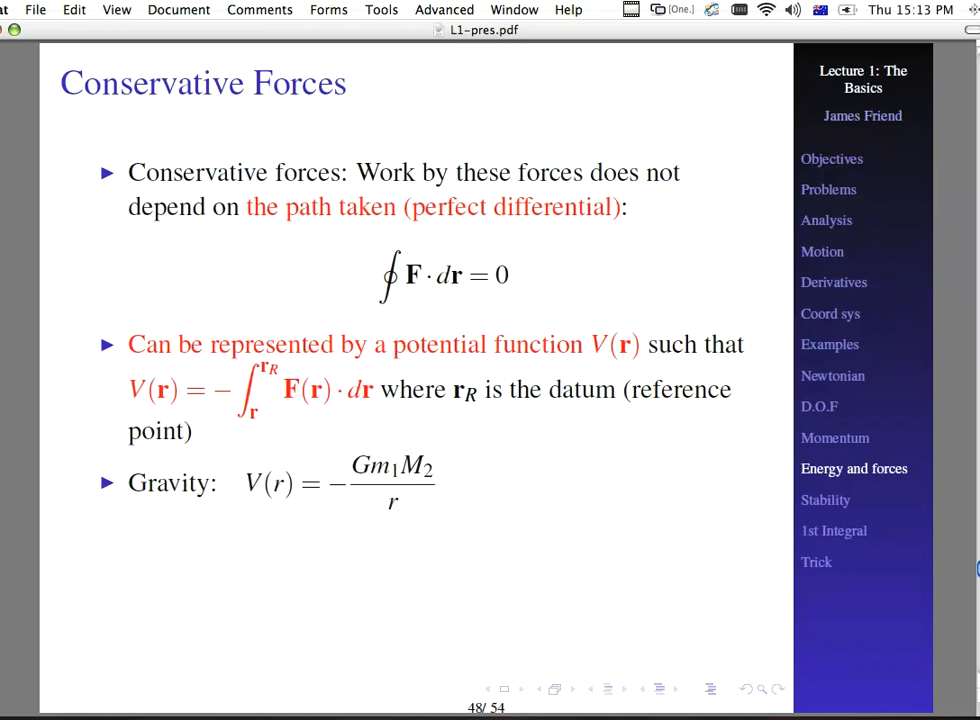 at File Edit View Document Comments Forms Tools Advanced Window Help [One.] Thu 15:13 PM
L1-pres.pdf
Conservative Forces
▶ Conservative forces: Work by these forces does not
depend on the path taken (perfect differential):
∮ F · dr = 0
▶ Can be represented by a potential function V(r) such that
V(r) = − ∫_r^{r_R} F(r) · dr where r_R is the datum (reference
point)
▶ Gravity: V(r) = − Gm₁M₂ / r
48/ 54
Lecture 1: The
Basics
James Friend
Objectives
Problems
Analysis
Motion
Derivatives
Coord sys
Examples
Newtonian
D.O.F
Momentum
Energy and forces
Stability
1st Integral
Trick